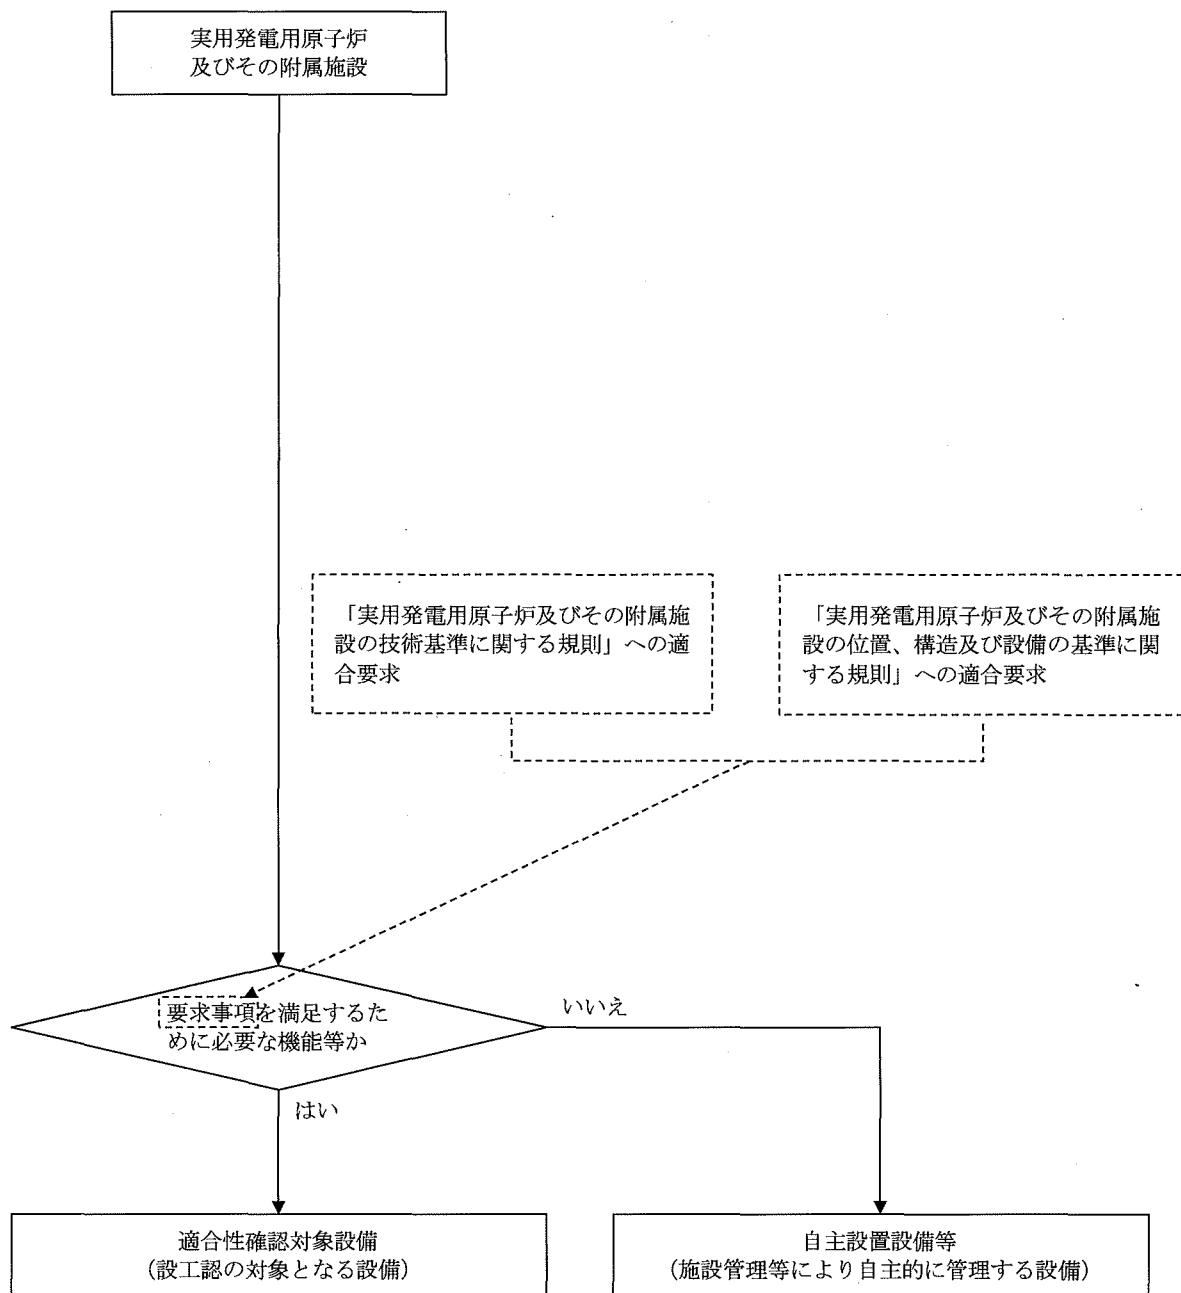 実用発電用原子炉
及びその附属施設
「実用発電用原子炉及びその附属施
設の技術基準に関する規則」への適
合要求
「実用発電用原子炉及びその附属施
設の位置、構造及び設備の基準に関
する規則」への適合要求
要求事項を満足するた
めに必要な機能等か
いいえ
はい
適合性確認対象設備
（設工認の対象となる設備）
自主設置設備等
（施設管理等により自主的に管理する設備）